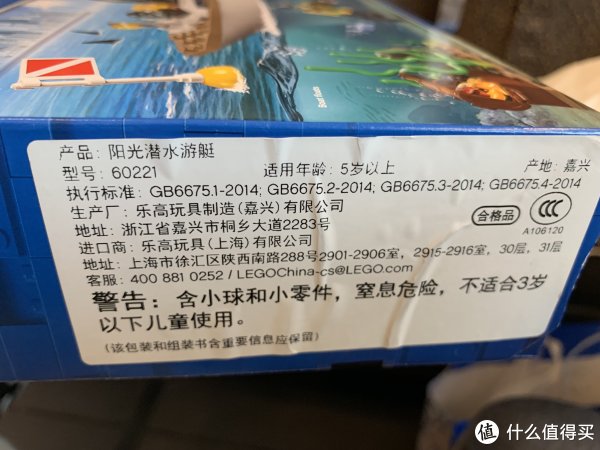 产品: 阳光潜水游艇
型号: 60221 适用年龄: 5岁以上 产地: 嘉兴
执行标准: GB6675.1-2014; GB6675.2-2014; GB6675.3-2014; GB6675.4-2014
生产厂: 乐高玩具制造(嘉兴)有限公司
地址: 浙江省嘉兴市桐乡大道2283号
合格品
CCC
A106120
进口商: 乐高玩具(上海)有限公司
地址: 上海市徐汇区陕西南路288号2901-2906室, 2915-2916室, 30层, 31层
客服: 400 881 0252 / LEGOChina-cs@LEGO.com
警告: 含小球和小零件, 窒息危险, 不适合3岁
以下儿童使用。
(该包装和组装书含重要信息应保留)
值 什么值得买